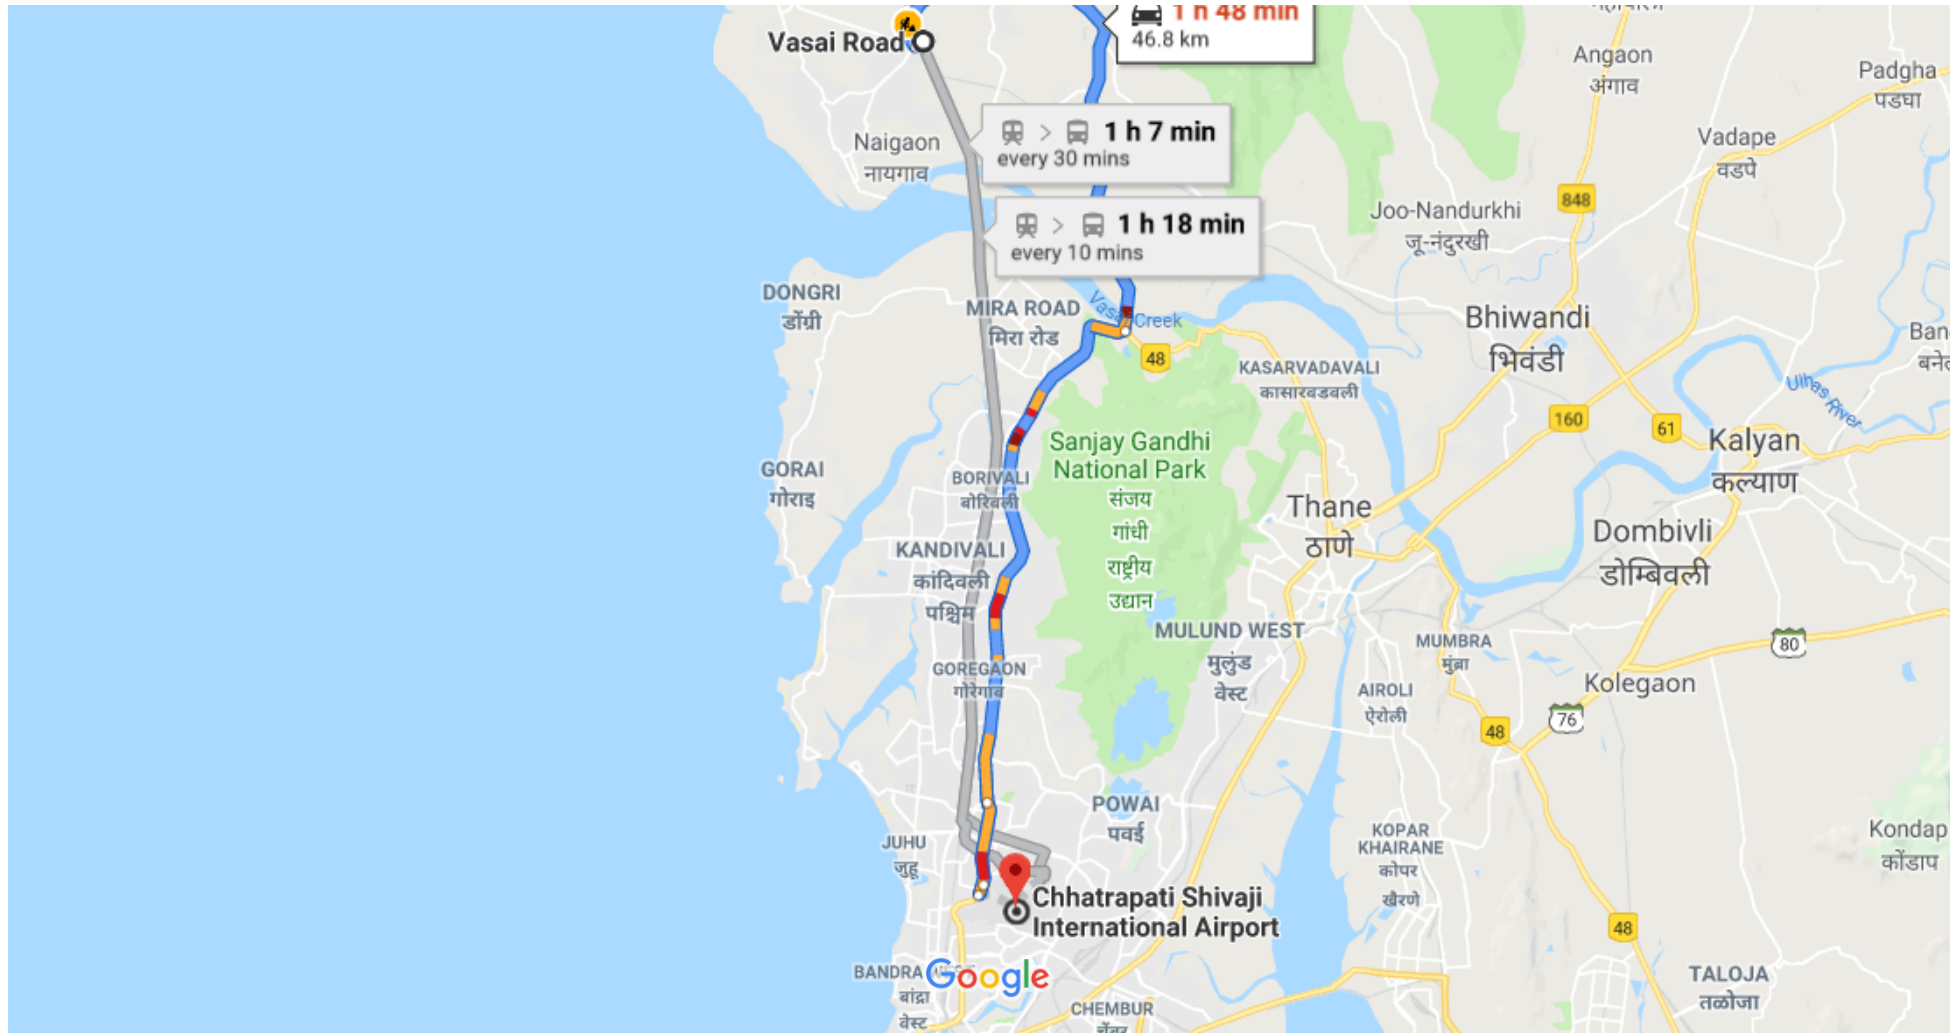 1 h 48 min
46.8 km
Vasai Road
Angaon
अंगाव
Padgha
पडघा
1 h 7 min
every 30 mins
Naigaon
नायगाव
Vadape
वडपे
848
1 h 18 min
every 10 mins
Joo-Nandurkhi
जू-नंदुरखी
DONGRI
डोंग्री
MIRA ROAD
मिरा रोड
Creek
48
Bhiwandi
भिवंडी
KASARVADAVALI
कासारवडवली
160
61
Ulhas River
Kalyan
कल्याण
Sanjay Gandhi
National Park
संजय
गांधी
राष्ट्रीय
उद्यान
GORAI
गोराइ
BORIVALI
बोरिवली
Thane
ठाणे
Dombivli
डोम्बिवली
KANDIVALI
कांदिवली
पश्चिम
MULUND WEST
मुलुंड
वेस्ट
MUMBRA
मुंब्रा
80
GOREGAON
गोरेगाव
AIROLI
ऐरोली
Kolegaon
76
48
POWAI
पवई
JUHU
जुहू
KOPAR
KHAIRANE
कोपर
खैरणे
Kondap
कोंडाप
Chhatrapati Shivaji
International Airport
48
BANDRA
बांद्रा
वेस्ट
Google
TALOJA
तळोजा
CHEMBUR